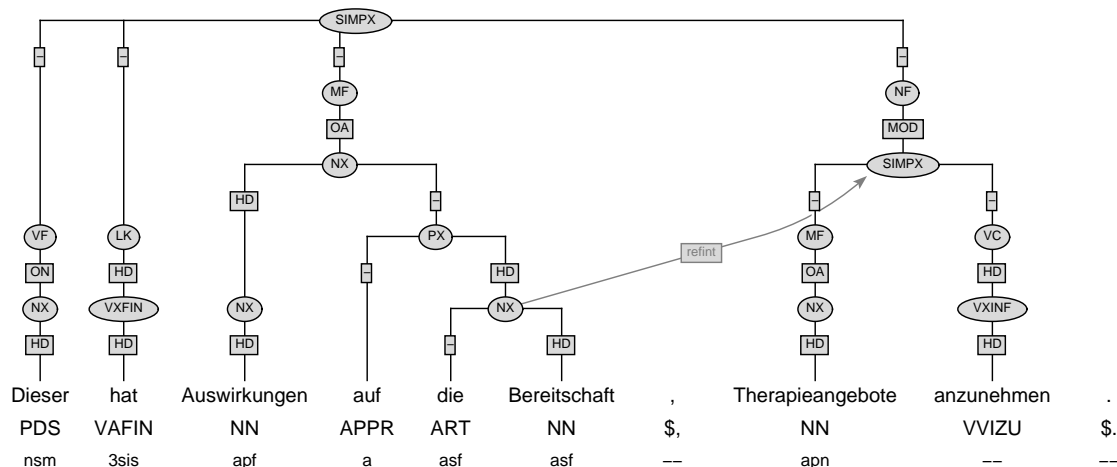 SIMPX
– – – –
MF NF
OA MOD
NX SIMPX
HD – – –
VF LK PX MF VC
refint
ON HD – HD OA HD
NX VXFIN NX NX NX VXINF
HD HD HD – HD HD HD
Dieser hat Auswirkungen auf die Bereitschaft , Therapieangebote anzunehmen .
PDS VAFIN NN APPR ART NN $, NN VVIZU $.
nsm 3sis apf a asf asf –– apn –– ––